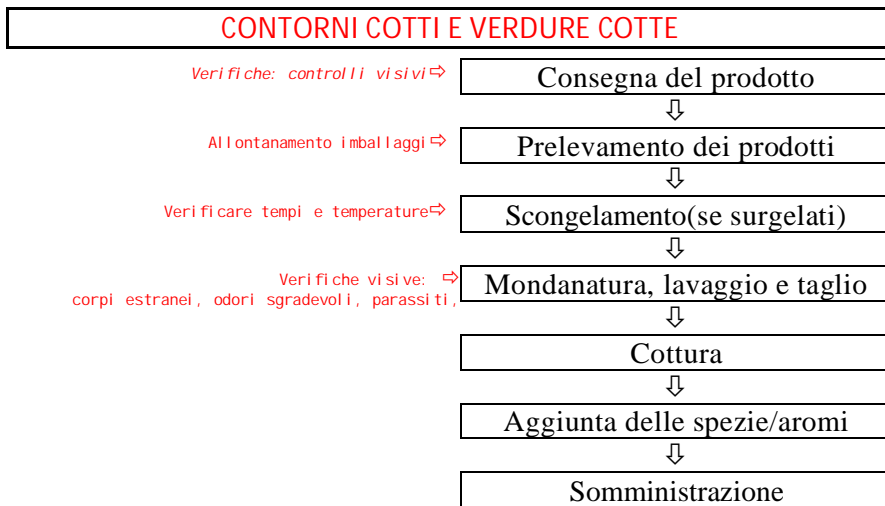 CONTORNI COTTI E VERDURE COTTE
Verifiche: controlli visivi⇨
Consegna del prodotto
Allontanamento imballaggi⇨
Prelevamento dei prodotti
Verificare tempi e temperature⇨
Scongelamento(se surgelati)
Verifiche visive: ⇨
corpi estranei, odori sgradevoli, parassiti,
Mondanatura, lavaggio e taglio
Cottura
Aggiunta delle spezie/aromi
Somministrazione